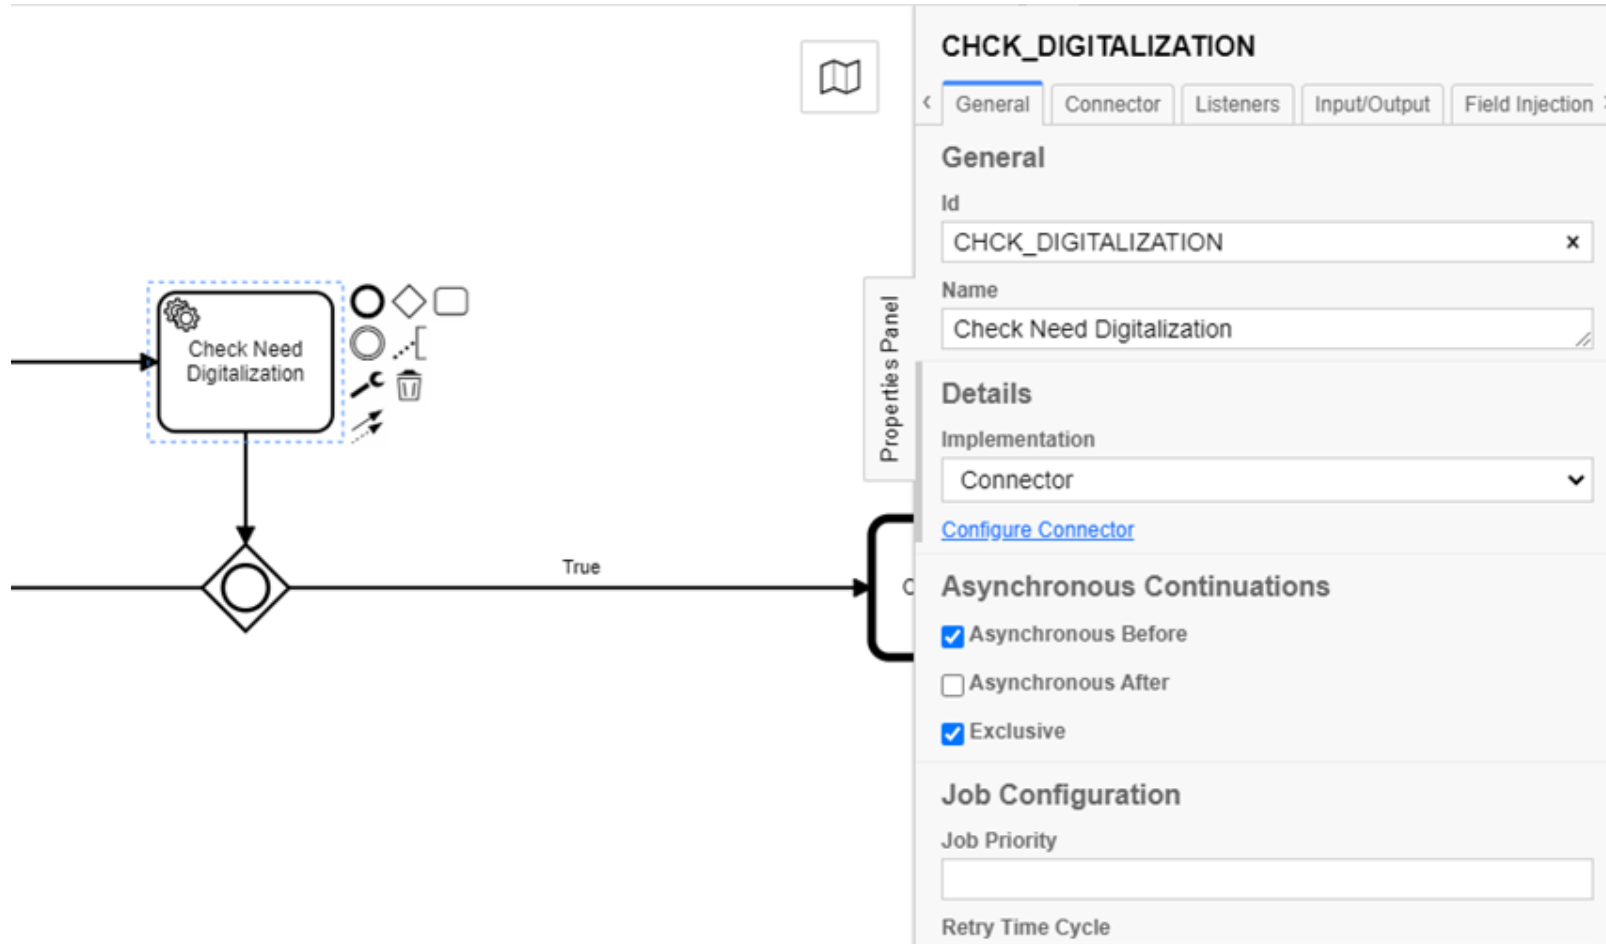 CHCK_DIGITALIZATION
General
Connector
Listeners
Input/Output
Field Injection
General
Id
CHCK_DIGITALIZATION
Name
Check Need Digitalization
Details
Implementation
Connector
Configure Connector
Asynchronous Continuations
Asynchronous Before
Asynchronous After
Exclusive
Job Configuration
Job Priority
Retry Time Cycle
Properties Panel
Check Need
Digitalization
True